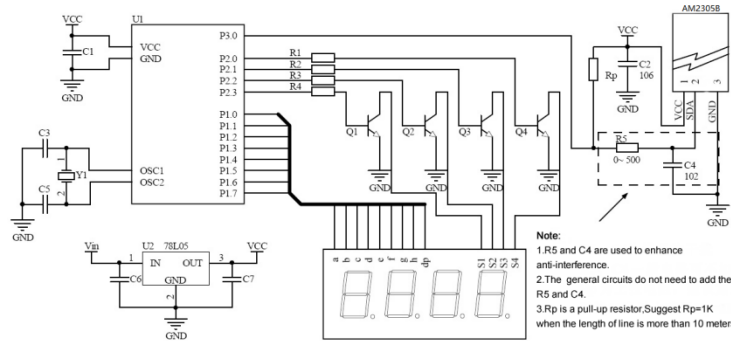 AM2305B
VCC
U1
VCC
C1
GND
VCC
GND
P3.0
P2.0
P2.1
P2.2
P2.3
P1.0
P1.1
P1.2
P1.3
P1.4
P1.5
P1.6
P1.7
OSC1
OSC2
R1
R2
R3
R4
Q1
Q2
Q3
Q4
GND
GND
GND
GND
VCC
Rp
C2
106
GND
1
2
3
VCC
SDA
GND
R5
0~ 500
C4
102
GND
C3
1
Y1
2
C5
GND
Vin
U2 78L05
VCC
1
IN OUT
3
GND
2
C6
C7
GND
a
b
c
d
e
f
g
h
dp
S1
S2
S3
S4
Note:
1.R5 and C4 are used to enhance
anti-interference.
2.The general circuits do not need to add the
R5 and C4.
3.Rp is a pull-up resistor,Suggest Rp=1K
when the length of line is more than 10 meter